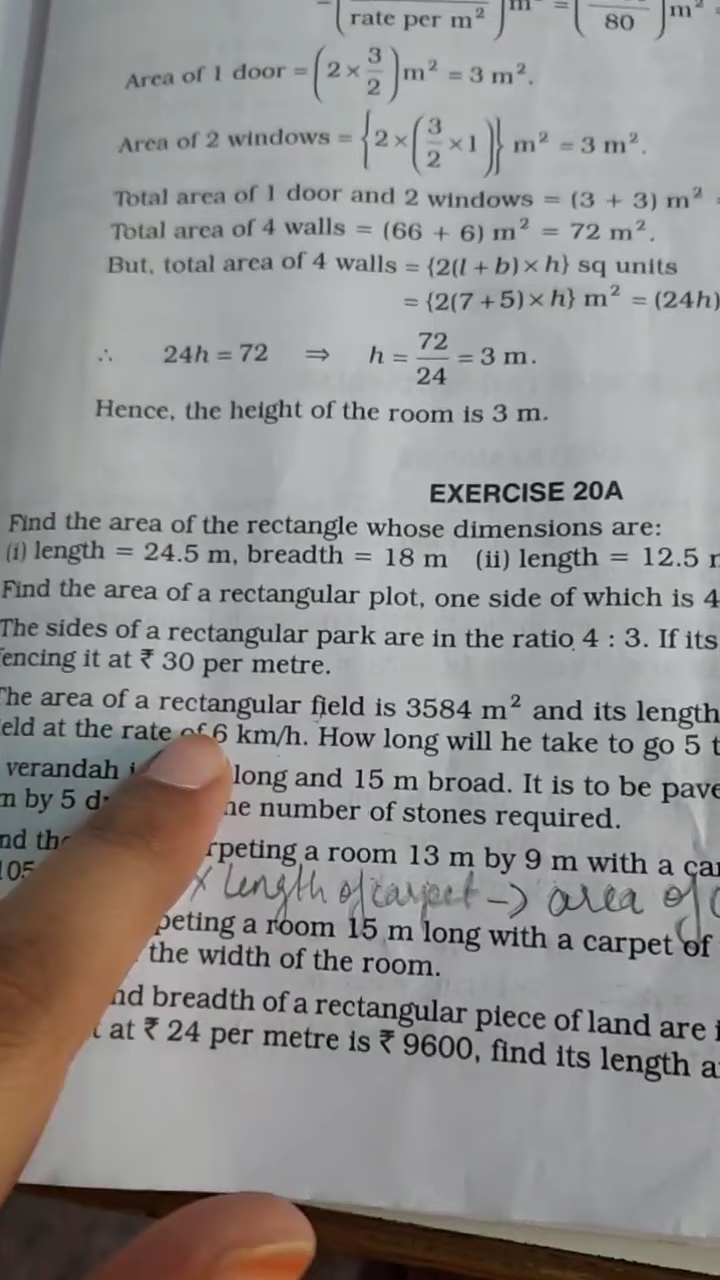 rate per m² m² = 80 m²
Area of 1 door = (2 × 3/2) m² = 3 m².
Area of 2 windows = {2 × (3/2 × 1)} m² = 3 m².
Total area of 1 door and 2 windows = (3 + 3) m² =
Total area of 4 walls = (66 + 6) m² = 72 m².
But, total area of 4 walls = {2(l + b) × h} sq units
= {2(7 + 5) × h} m² = (24h)
∴ 24h = 72 ⇒ h = 72/24 = 3 m.
Hence, the height of the room is 3 m.
EXERCISE 20A
Find the area of the rectangle whose dimensions are:
(i) length = 24.5 m, breadth = 18 m (ii) length = 12.5
Find the area of a rectangular plot, one side of which is 4
The sides of a rectangular park are in the ratio 4 : 3. If its
encing it at ₹ 30 per metre.
The area of a rectangular field is 3584 m² and its length
eld at the rate of 6 km/h. How long will he take to go 5
verandah long and 15 m broad. It is to be pave
m by 5 number of stones required.
rpeting a room 13 m by 9 m with a
105
× length of carpet → area of
peting a room 15 m long with a carpet of
the width of the room.
nd breadth of a rectangular piece of land are
at ₹ 24 per metre is ₹ 9600, find its length